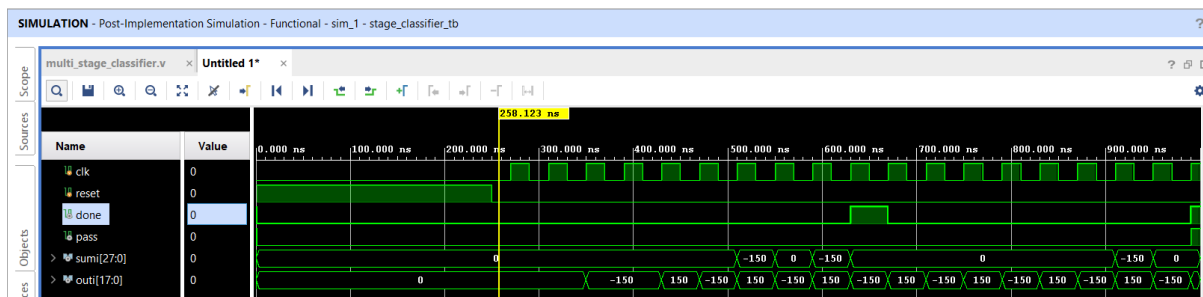 SIMULATION - Post-Implementation Simulation - Functional - sim_1 - stage_classifier_tb ?
Scope
Sources
Objects
ces
multi_stage_classifier.v × Untitled 1* × ?
258.123 ns
Name Value
0.000 ns 100.000 ns 200.000 ns 300.000 ns 400.000 ns 500.000 ns 600.000 ns 700.000 ns 800.000 ns 900.000 ns
clk 0
reset 0
done 0
pass 0
> sumi[27:0] 0 0 -150 0 -150 0 -150 0
> outi[17:0] 0 0 -150 150 -150 150 -150 150 -150 150 -150 150 -150 150 -150 150 -150